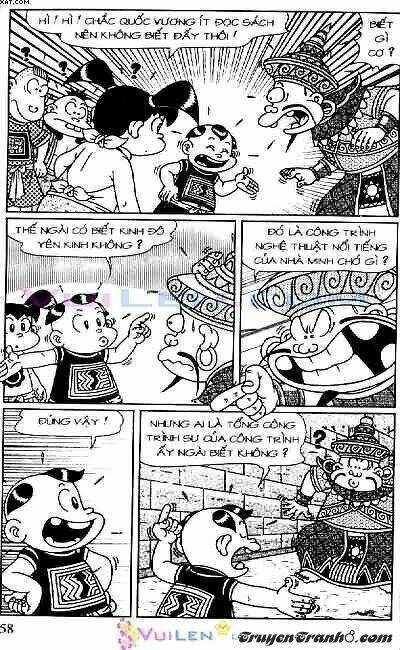 XAT.COM
HÌ! HÌ! CHẮC QUỐC VƯƠNG ÍT ĐỌC SÁCH
NÊN KHÔNG BIẾT ĐẤY THÔI!
BIẾT
GÌ
CƠ?
THẾ NGÀI CÓ BIẾT KINH ĐÔ
YÊN KINH KHÔNG?
ĐÓ LÀ CÔNG TRÌNH
NGHỆ THUẬT NỔI TIẾNG
CỦA NHÀ MINH CHỚ GÌ?
VUILEN
ĐÚNG VẬY!
NHƯNG AI LÀ TỔNG CÔNG
TRÌNH SƯ CỦA CÔNG TRÌNH
ẤY NGÀI BIẾT KHÔNG?
58
VUILEN
TruyenTranh8.com